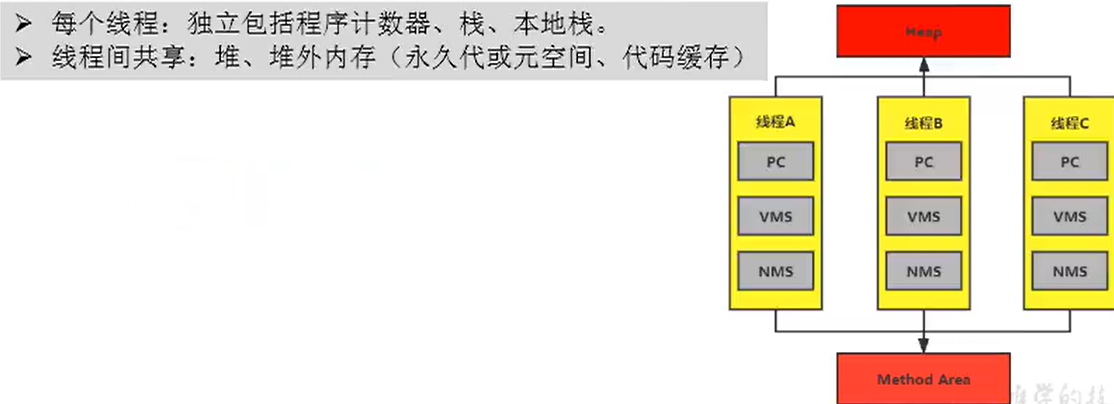 ➢ 每个线程：独立包括程序计数器、栈、本地栈。
➢ 线程间共享：堆、堆外内存（永久代或元空间、代码缓存）
Heap
线程A
线程B
线程C
PC
PC
PC
VMS
VMS
VMS
NMS
NMS
NMS
Method Area